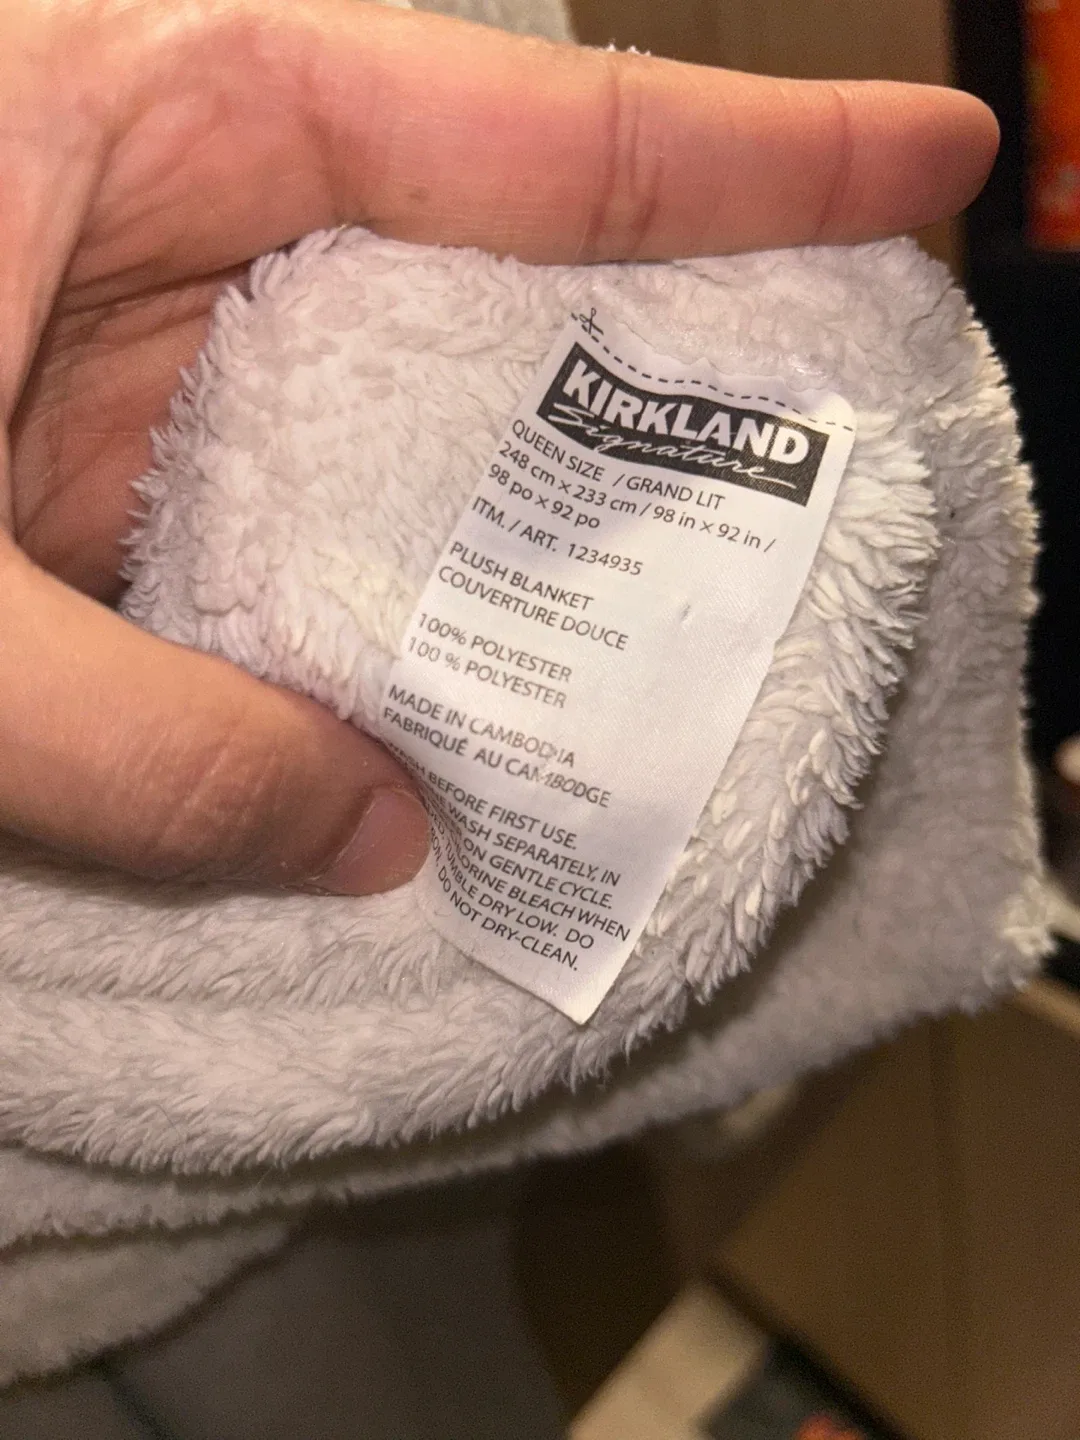 KIRKLAND
Signature
QUEEN SIZE / GRAND LIT
248 cm × 233 cm / 98 in × 92 in /
98 po × 92 po
ITM. / ART. 1234935
PLUSH BLANKET
COUVERTURE DOUCE
100% POLYESTER
100 % POLYESTER
MADE IN CAMBODIA
FABRIQUÉ AU CAMBODGE
BEFORE FIRST USE.
WASH SEPARATELY, IN
ON GENTLE CYCLE.
BLEACH WHEN
TUMBLE DRY LOW. DO
DO NOT DRY-CLEAN.